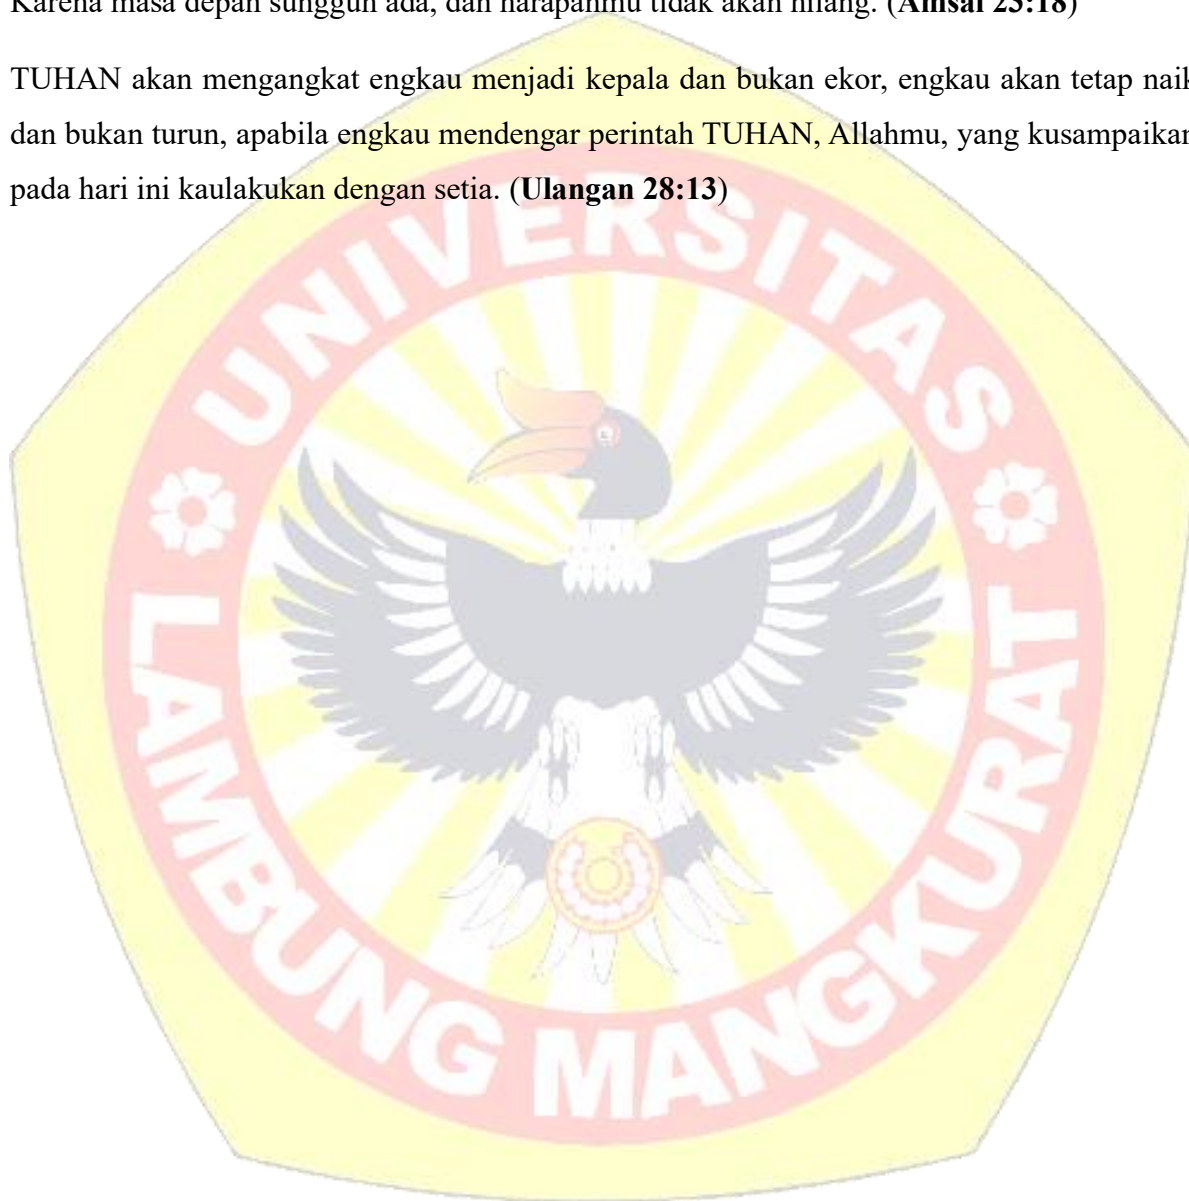 Karena masa depan sungguh ada, dan harapanmu tidak akan hilang. (Amsal 23:18)
TUHAN akan mengangkat engkau menjadi kepala dan bukan ekor, engkau akan tetap naik
dan bukan turun, apabila engkau mendengar perintah TUHAN, Allahmu, yang kusampaikan
pada hari ini kaulakukan dengan setia. (Ulangan 28:13)
UNIVERSITAS
LAMBUNG MANGKURAT